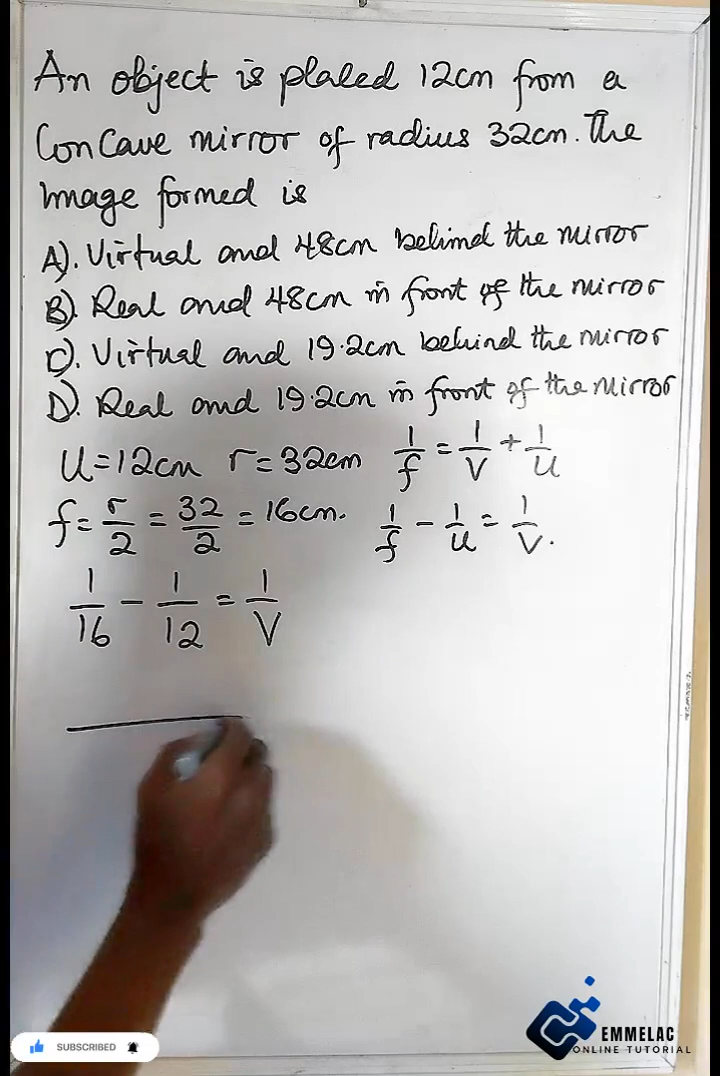 An object is placed 12cm from a
Concave mirror of radius 32cm. The
Image formed is
A). Virtual and 48cm behind the mirror
B). Real and 48cm in front of the mirror
C). Virtual and 19.2cm behind the mirror
D). Real and 19.2cm in front of the mirror
U=12cm r=32cm 1/f = 1/V + 1/U
f = r/2 = 32/2 = 16cm. 1/f - 1/u = 1/V.
1/16 - 1/12 = 1/V
SUBSCRIBED
EMMELAC
ONLINE TUTORIAL